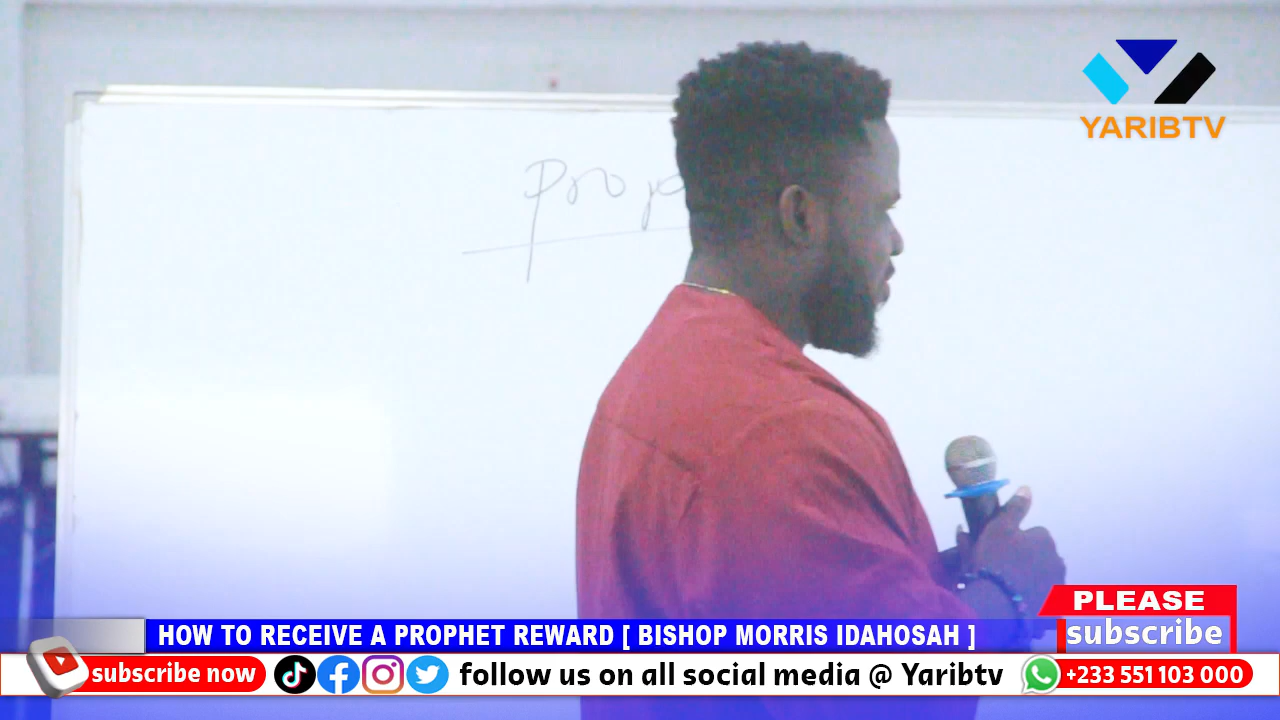 YARIBTV
Prop
PLEASE
subscribe
HOW TO RECEIVE A PROPHET REWARD [ BISHOP MORRIS IDAHOSAH ]
subscribe now
follow us on all social media @ Yaribtv
+233 551 103 000